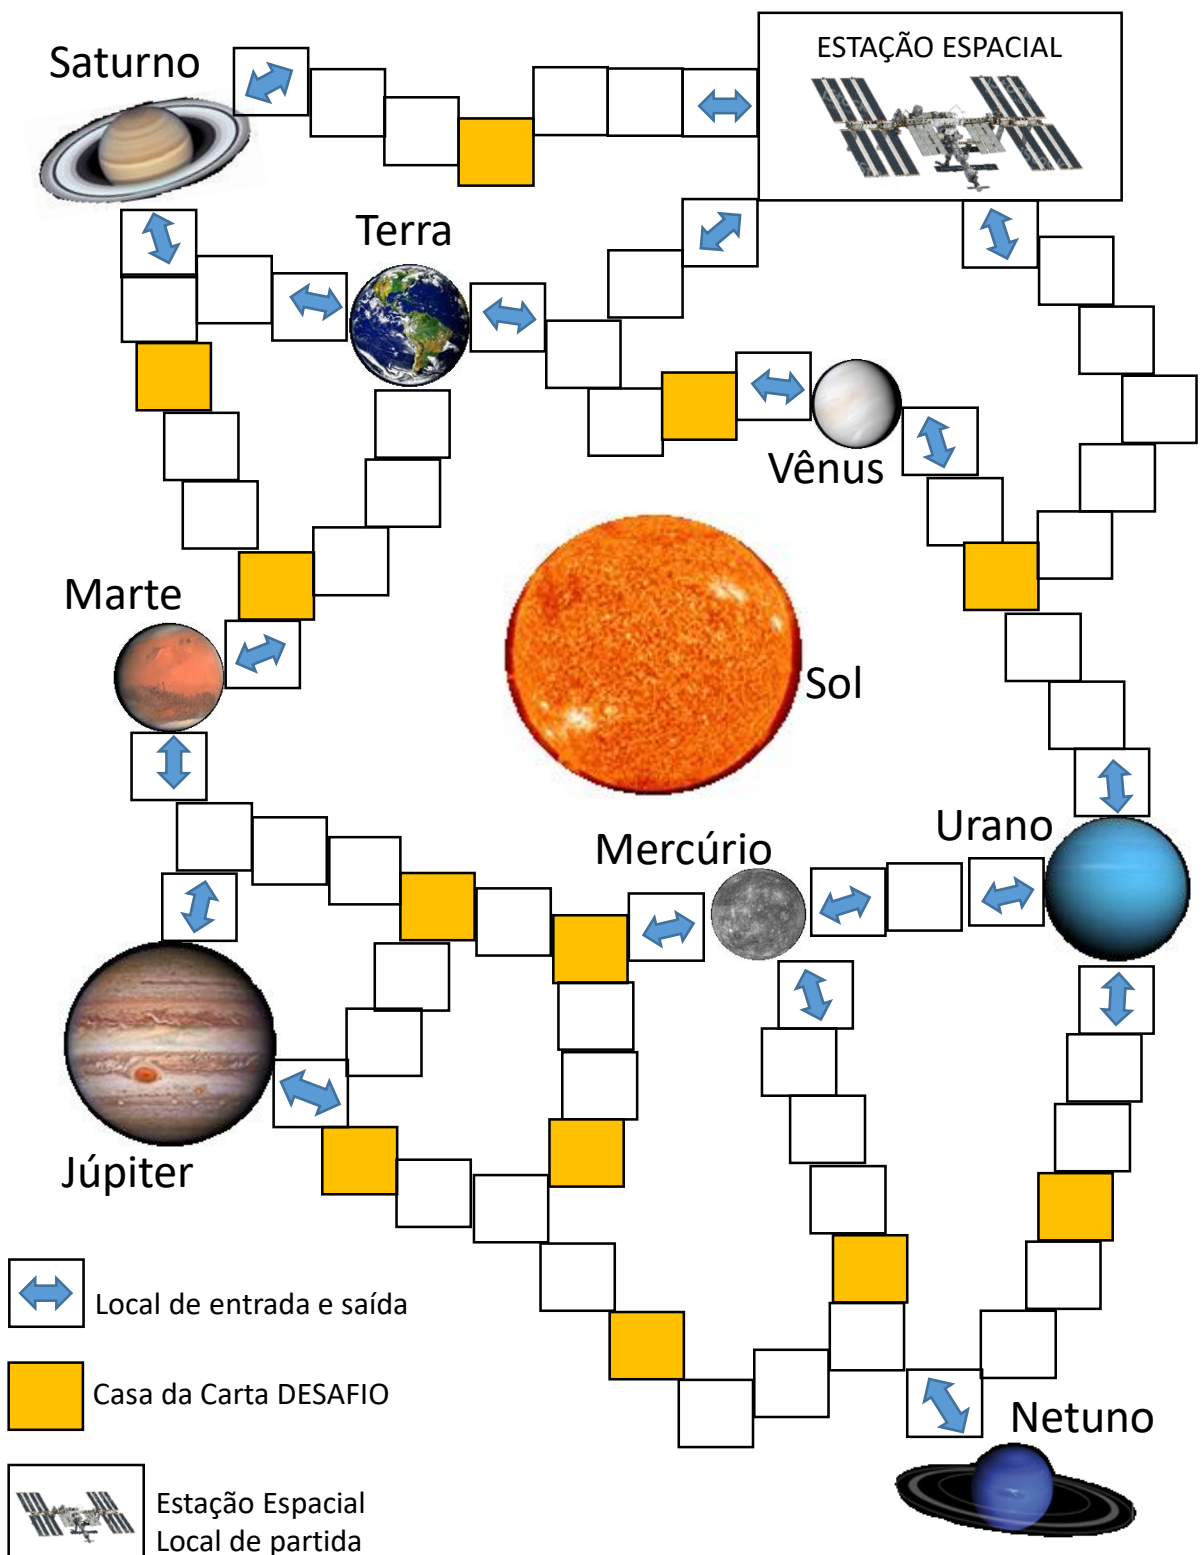 ESTAÇÃO ESPACIAL
Saturno
Terra
Vênus
Marte
Sol
Mercúrio
Urano
Júpiter
Local de entrada e saída
Casa da Carta DESAFIO
Netuno
Estação Espacial
Local de partida